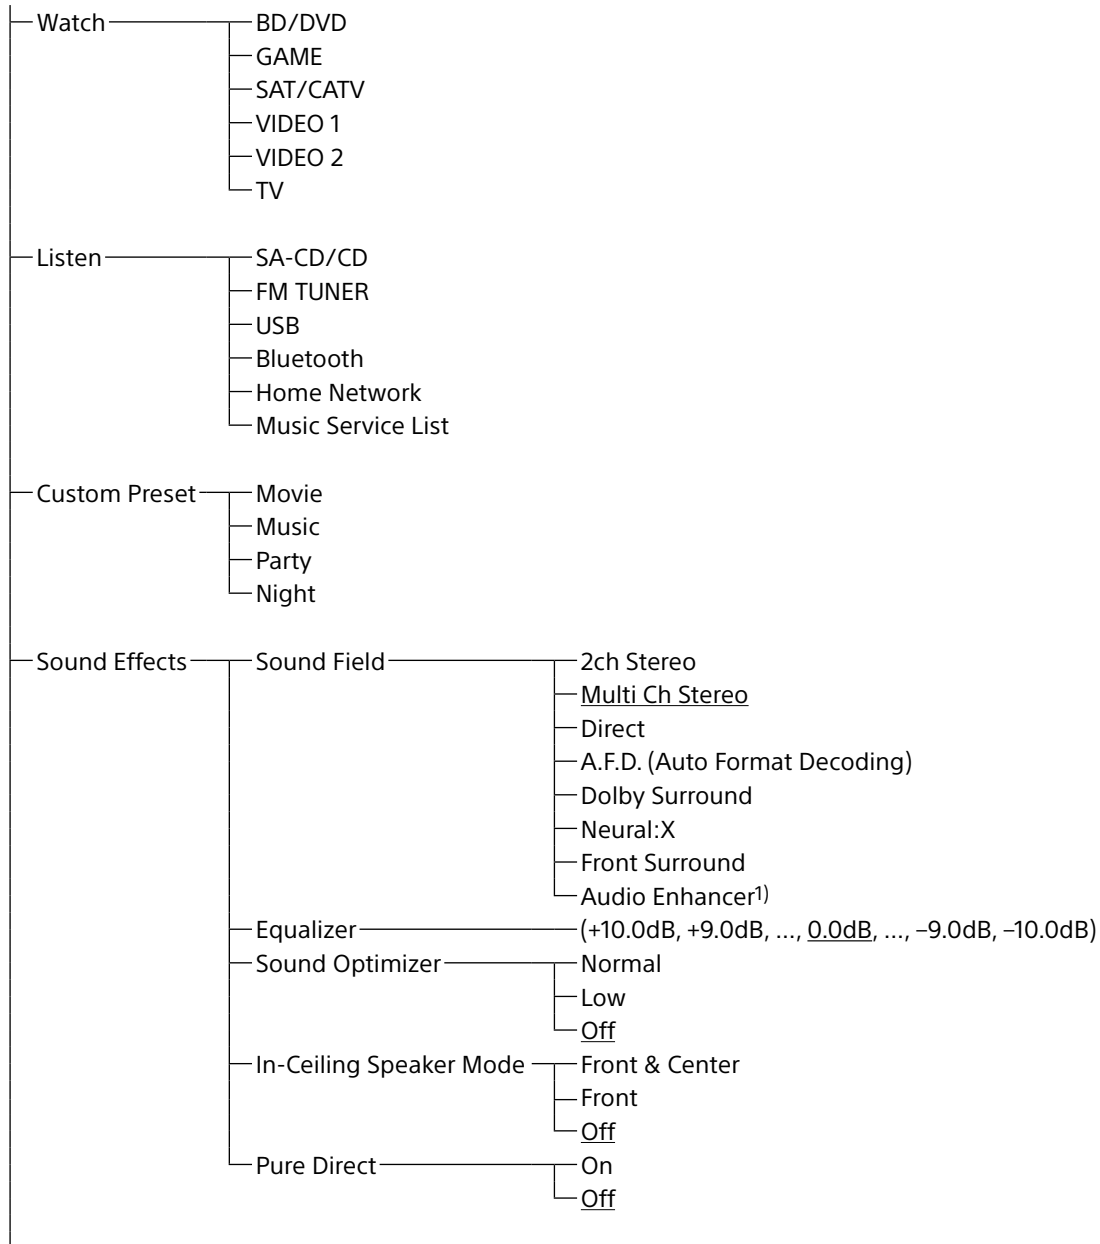 Watch BD/DVD
GAME
SAT/CATV
VIDEO 1
VIDEO 2
TV
Listen SA-CD/CD
FM TUNER
USB
Bluetooth
Home Network
Music Service List
Custom Preset Movie
Music
Party
Night
Sound Effects Sound Field 2ch Stereo
Multi Ch Stereo
Direct
A.F.D. (Auto Format Decoding)
Dolby Surround
Neural:X
Front Surround
Audio Enhancer1)
Equalizer (+10.0dB, +9.0dB, ..., 0.0dB, ..., –9.0dB, –10.0dB)
Sound Optimizer Normal
Low
Off
In-Ceiling Speaker Mode Front & Center
Front
Off
Pure Direct On
Off